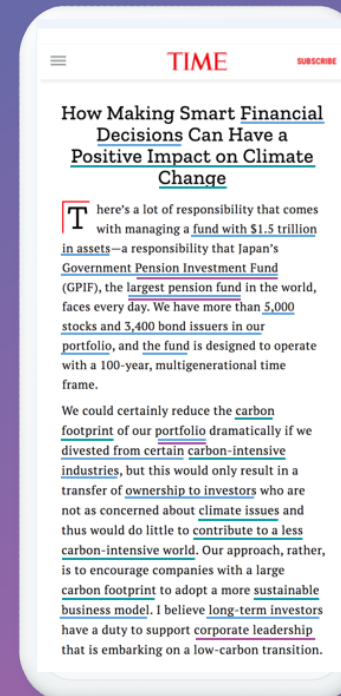 TIME
SUBSCRIBE
How Making Smart Financial
Decisions Can Have a
Positive Impact on Climate
Change
There's a lot of responsibility that comes
with managing a fund with $1.5 trillion
in assets—a responsibility that Japan's
Government Pension Investment Fund
(GPIF), the largest pension fund in the world,
faces every day. We have more than 5,000
stocks and 3,400 bond issuers in our
portfolio, and the fund is designed to operate
with a 100-year, multigenerational time
frame.
We could certainly reduce the carbon
footprint of our portfolio dramatically if we
divested from certain carbon-intensive
industries, but this would only result in a
transfer of ownership to investors who are
not as concerned about climate issues and
thus would do little to contribute to a less
carbon-intensive world. Our approach, rather,
is to encourage companies with a large
carbon footprint to adopt a more sustainable
business model. I believe long-term investors
have a duty to support corporate leadership
that is embarking on a low-carbon transition.